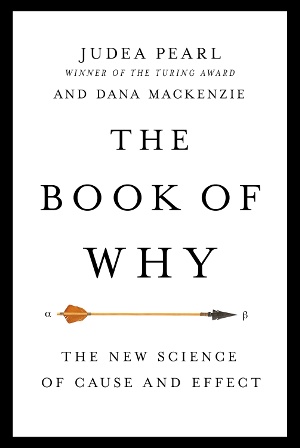 JUDEA PEARL
WINNER OF THE TURING AWARD
AND DANA MACKENZIE
THE
BOOK OF
WHY
α β
THE NEW SCIENCE
OF CAUSE AND EFFECT